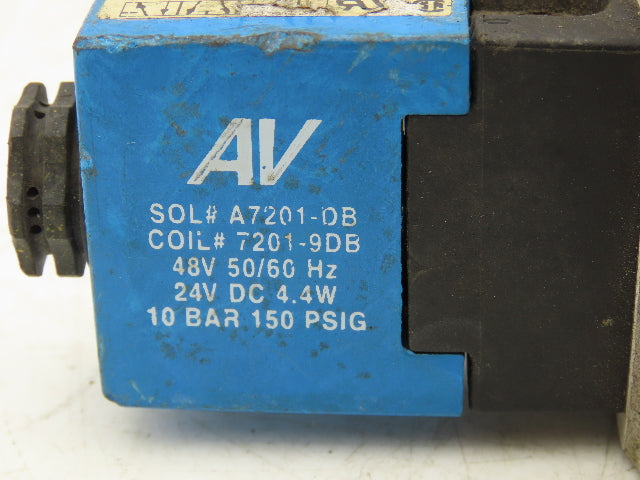 AV
SOL# A7201-DB
COIL# 7201-9DB
48V 50/60 Hz
24V DC 4.4W
10 BAR 150 PSIG